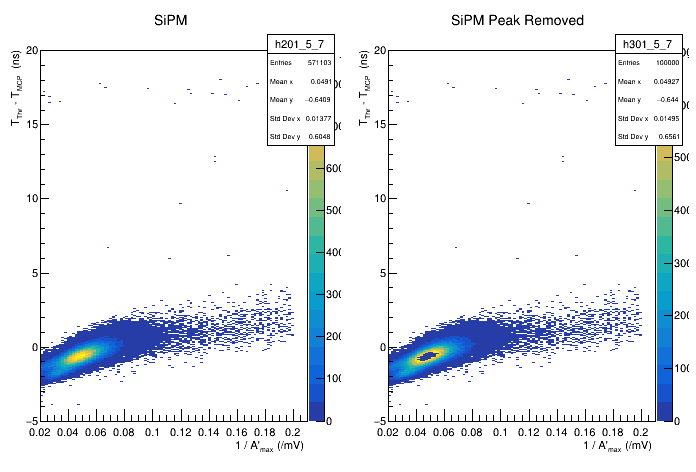 SiPM
SiPM Peak Removed
h201_5_7
Entries 571103
Mean x 0.0491
Mean y −0.6409
Std Dev x 0.01377
Std Dev y 0.6048
h301_5_7
Entries 100000
Mean x 0.04927
Mean y −0.644
Std Dev x 0.01495
Std Dev y 0.6561
T_Thr - T_MCP (ns)
20
15
10
5
0
−5
0.02 0.04 0.06 0.08 0.1 0.12 0.14 0.16 0.18 0.2
1 / A'_max (/mV)
600
500
400
300
200
100
0
T_Thr - T_MCP (ns)
20
15
10
5
0
−5
0.02 0.04 0.06 0.08 0.1 0.12 0.14 0.16 0.18 0.2
1 / A'_max (/mV)
500
400
300
200
100
0